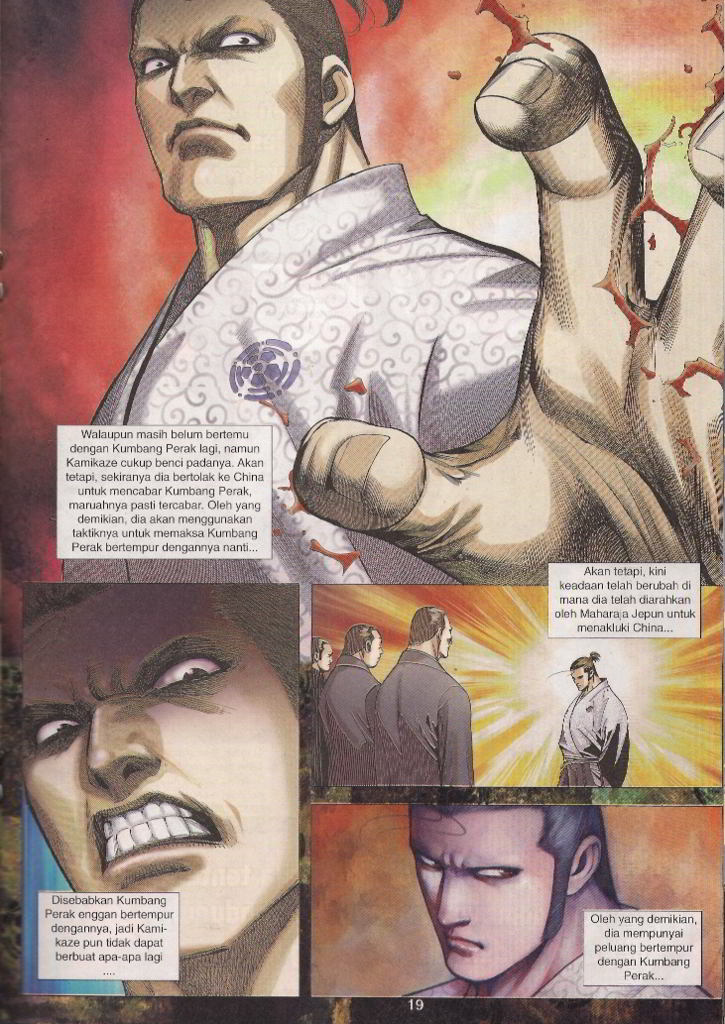 Walaupun masih belum bertemu
dengan Kumbang Perak lagi, namun
Kamikaze cukup benci padanya. Akan
tetapi, sekiranya dia bertolak ke China
untuk mencabar Kumbang Perak,
maruahnya pasti tercabar. Oleh yang
demikian, dia akan menggunakan
taktiknya untuk memaksa Kumbang
Perak bertempur dengannya nanti...
Akan tetapi, kini
keadaan telah berubah di
mana dia telah diarahkan
oleh Maharaja Jepun untuk
menakluki China...
Disebabkan Kumbang
Perak enggan bertempur
dengannya, jadi Kami-
kaze pun tidak dapat
berbuat apa-apa lagi
....
Oleh yang demikian,
dia mempunyai
peluang bertempur
dengan Kumbang
Perak...
19